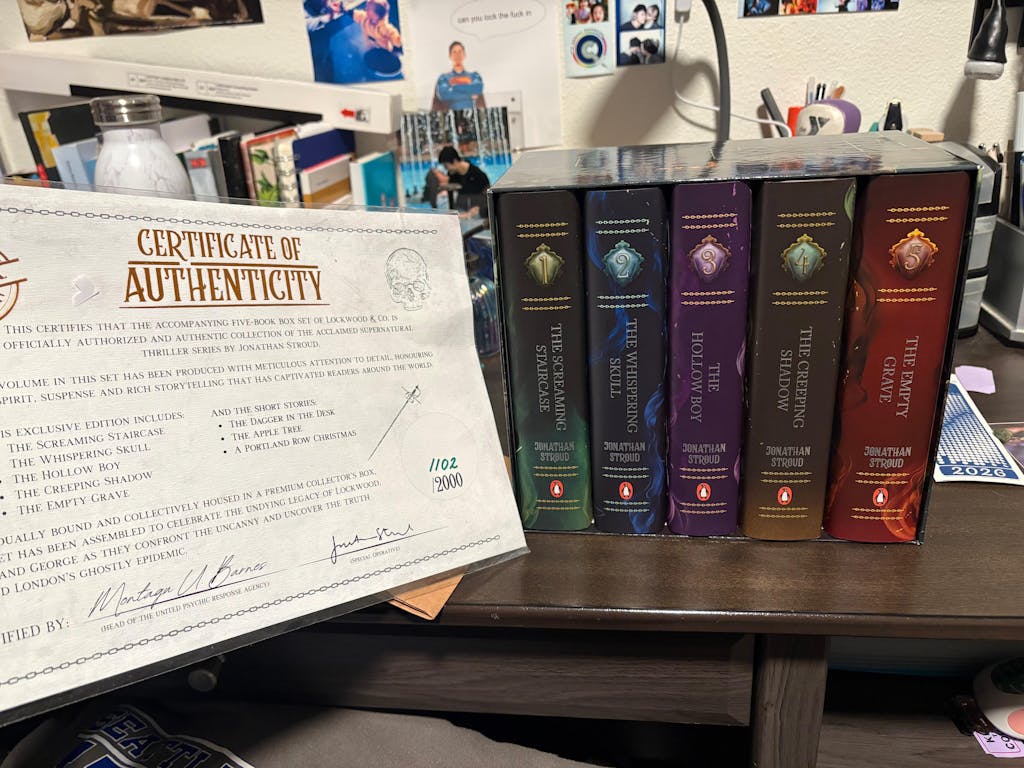 can you lock the fuck in
CERTIFICATE OF
AUTHENTICITY
THIS CERTIFIES THAT THE ACCOMPANYING FIVE-BOOK BOX SET OF LOCKWOOD & CO. IS
OFFICIALLY AUTHORIZED AND AUTHENTIC COLLECTION OF THE ACCLAIMED SUPERNATURAL
THRILLER SERIES BY JONATHAN STROUD.
VOLUME IN THIS SET HAS BEEN PRODUCED WITH METICULOUS ATTENTION TO DETAIL, HONOURING
SPIRIT, SUSPENSE AND RICH STORYTELLING THAT HAS CAPTIVATED READERS AROUND THE WORLD.
IS EXCLUSIVE EDITION INCLUDES:
THE SCREAMING STAIRCASE
THE WHISPERING SKULL
• THE HOLLOW BOY
• THE CREEPING SHADOW
• THE EMPTY GRAVE
AND THE SHORT STORIES:
• THE DAGGER IN THE DESK
• THE APPLE TREE
• A PORTLAND ROW CHRISTMAS
1102
/2000
DUALLY BOUND AND COLLECTIVELY HOUSED IN A PREMIUM COLLECTOR'S BOX,
ET HAS BEEN ASSEMBLED TO CELEBRATE THE UNDYING LEGACY OF LOCKWOOD,
AND GEORGE AS THEY CONFRONT THE UNCANNY AND UNCOVER THE TRUTH
D LONDON'S GHOSTLY EPIDEMIC.
IFIED BY:
Montagu U Barnes
(HEAD OF THE UNITED PSYCHIC RESPONSE AGENCY)
(SPECIAL OPERATIVE)
1
THE SCREAMING
STAIRCASE
JONATHAN
STROUD
2
THE WHISPERING
SKULL
JONATHAN
STROUD
3
THE
HOLLOW BOY
JONATHAN
STROUD
4
THE CREEPING
SHADOW
JONATHAN
STROUD
5
THE EMPTY
GRAVE
JONATHAN
STROUD
2026